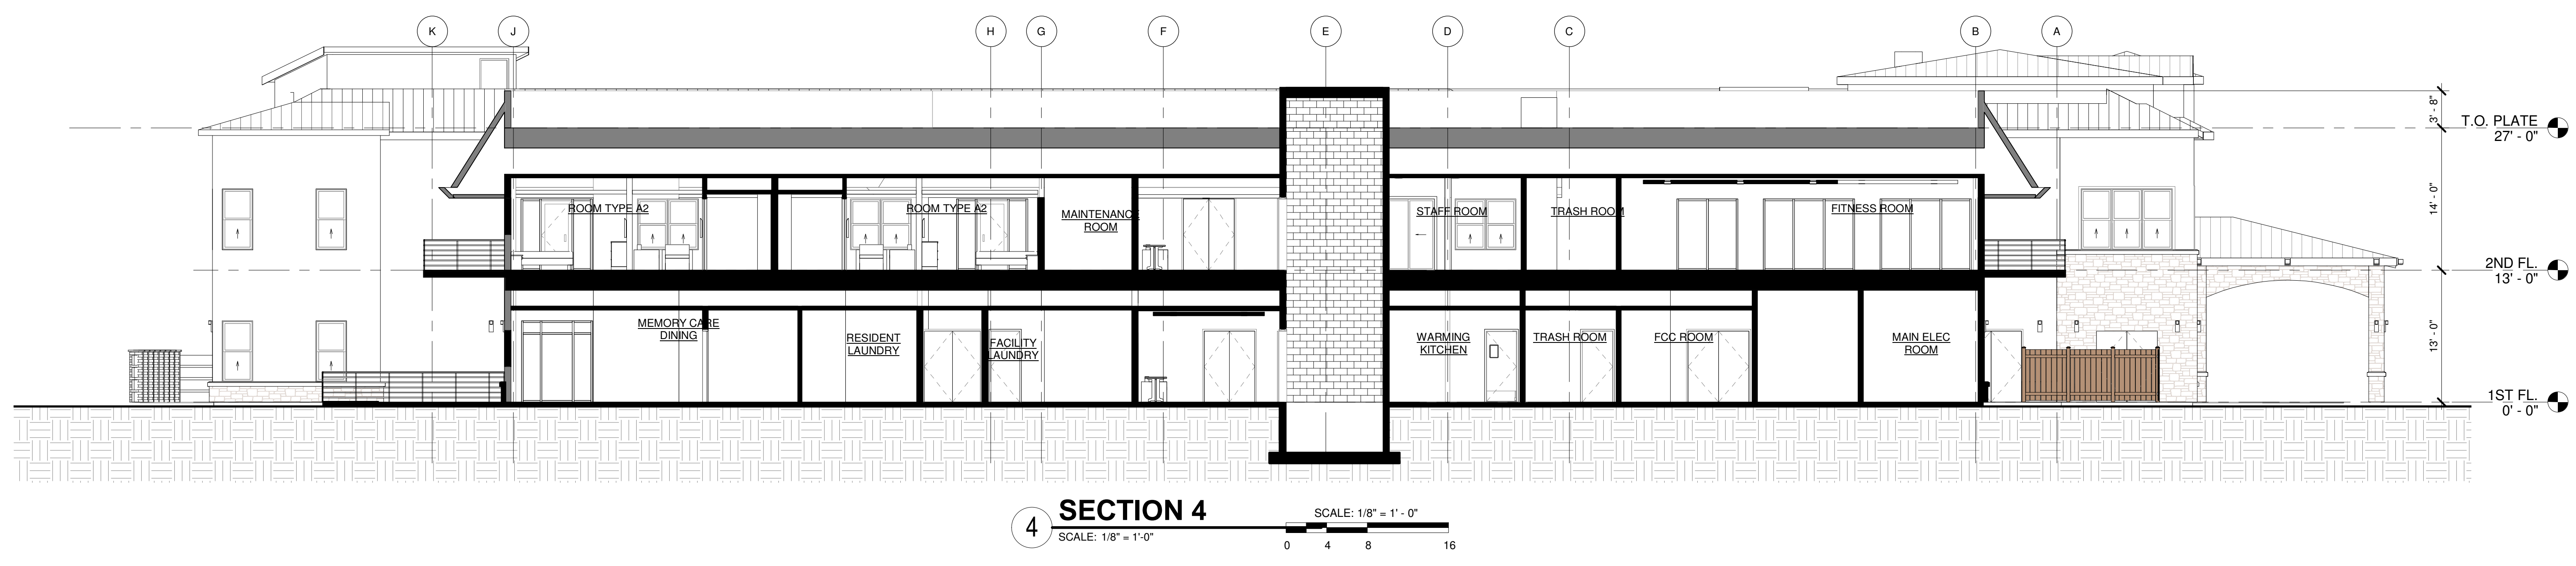 K J H G F E D C B A
3' - 8"
T.O. PLATE
27' - 0"
14' - 0"
ROOM TYPE A2
ROOM TYPE A2
MAINTENANCE
ROOM
STAFF ROOM
TRASH ROOM
FITNESS ROOM
2ND FL.
13' - 0"
13' - 0"
MEMORY CARE
DINING
RESIDENT
LAUNDRY
FACILITY
LAUNDRY
WARMING
KITCHEN
TRASH ROOM
FCC ROOM
MAIN ELEC
ROOM
1ST FL.
0' - 0"
4
SECTION 4
SCALE: 1/8" = 1'-0"
SCALE: 1/8" = 1' - 0"
0 4 8 16